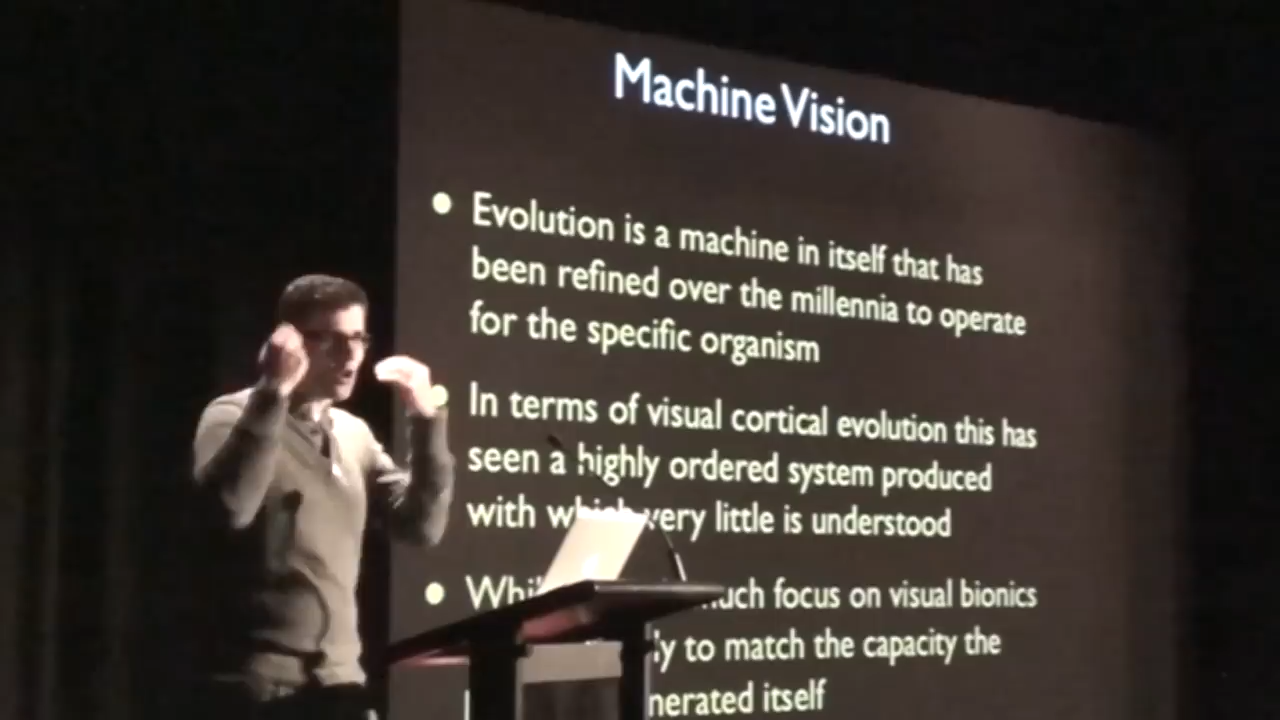 Machine Vision
• Evolution is a machine in itself that has
been refined over the millennia to operate
for the specific organism
• In terms of visual cortical evolution this has
seen a highly ordered system produced
with which very little is understood
• focus on visual bionics
to match the capacity the
itself